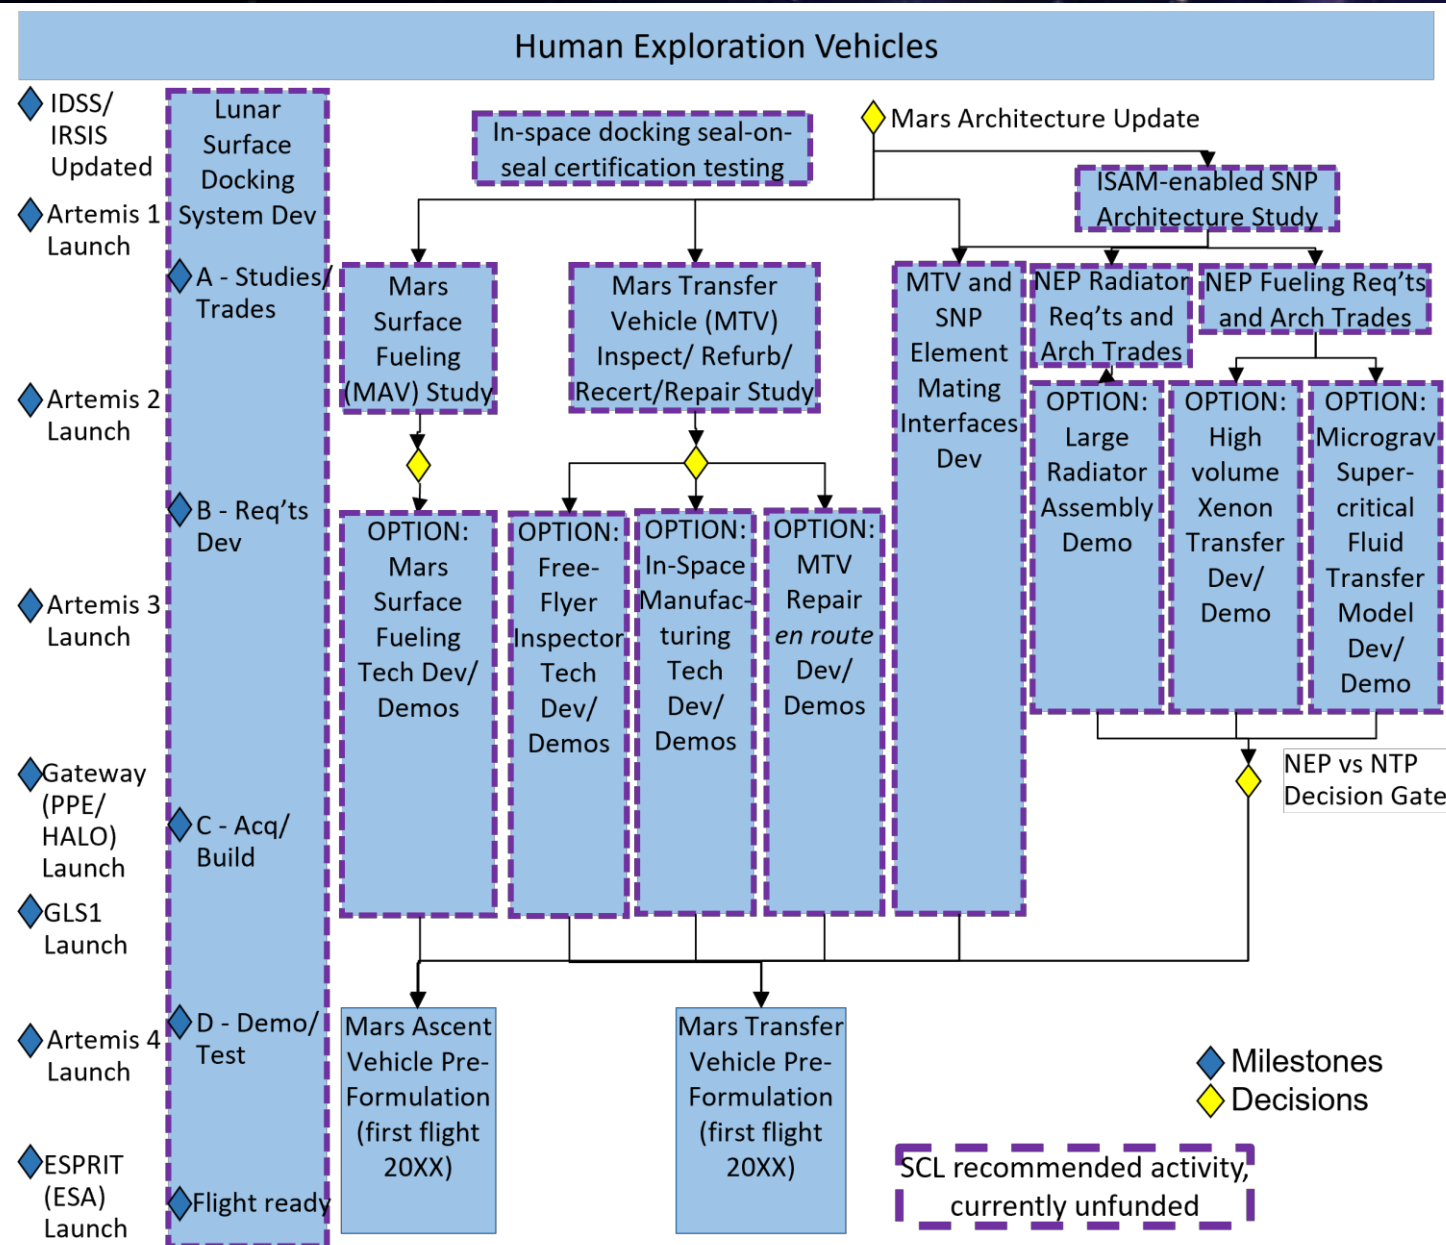 Human Exploration Vehicles
IDSS/
IRSIS
Updated
Artemis 1
Launch
Artemis 2
Launch
Artemis 3
Launch
Gateway
(PPE/
HALO)
Launch
GLS1
Launch
Artemis 4
Launch
ESPRIT
(ESA)
Launch
Lunar
Surface
Docking
System Dev
A - Studies/
Trades
B - Req'ts
Dev
C - Acq/
Build
D - Demo/
Test
Flight ready
In-space docking seal-on-
seal certification testing
Mars Architecture Update
ISAM-enabled SNP
Architecture Study
Mars
Surface
Fueling
(MAV) Study
Mars Transfer
Vehicle (MTV)
Inspect/ Refurb/
Recert/Repair Study
MTV and
SNP
Element
Mating
Interfaces
Dev
NEP Radiator
Req'ts and
Arch Trades
NEP Fueling Req'ts
and Arch Trades
OPTION:
Mars
Surface
Fueling
Tech Dev/
Demos
OPTION:
Free-
Flyer
Inspector
Tech
Dev/
Demos
OPTION:
In-Space
Manufac-
turing
Tech
Dev/
Demos
OPTION:
MTV
Repair
en route
Dev/
Demos
OPTION:
Large
Radiator
Assembly
Demo
OPTION:
High
volume
Xenon
Transfer
Dev/
Demo
OPTION:
Micrograv
Super-
critical
Fluid
Transfer
Model
Dev/
Demo
NEP vs NTP
Decision Gate
Mars Ascent
Vehicle Pre-
Formulation
(first flight
20XX)
Mars Transfer
Vehicle Pre-
Formulation
(first flight
20XX)
Milestones
Decisions
SCL recommended activity,
currently unfunded